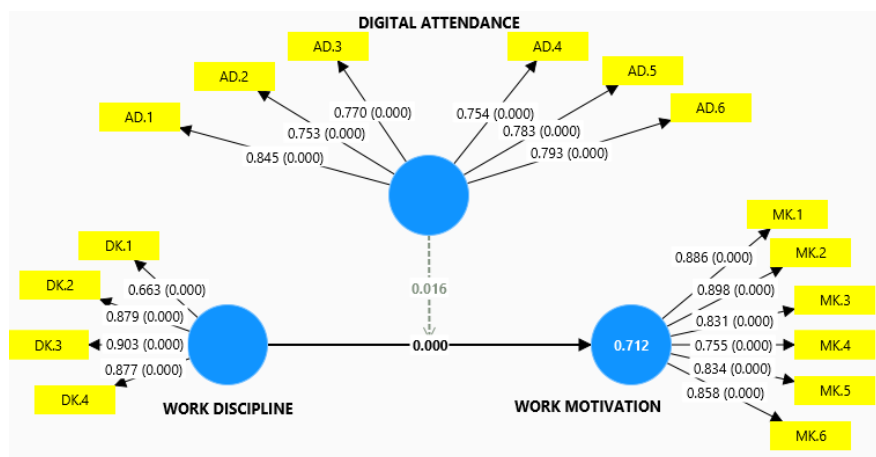 DIGITAL ATTENDANCE
AD.3
AD.4
AD.2
AD.5
AD.1
AD.6
0.770 (0.000)
0.754 (0.000)
0.753 (0.000)
0.783 (0.000)
0.845 (0.000)
0.793 (0.000)
MK.1
DK.1
MK.2
0.886 (0.000)
DK.2
0.663 (0.000)
0.016
0.898 (0.000)
MK.3
0.879 (0.000)
0.831 (0.000)
DK.3
0.903 (0.000)
0.000
0.712
0.755 (0.000)
MK.4
0.877 (0.000)
0.834 (0.000)
MK.5
DK.4
0.858 (0.000)
WORK DISCIPLINE
WORK MOTIVATION
MK.6